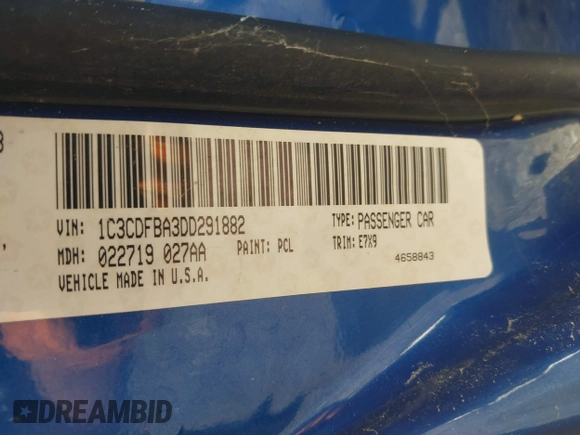 VIN: 1C3CDFBA3DD291882
TYPE: PASSENGER CAR
MDH: 022719 027AA
PAINT: PCL
TRIM: E7X9
VEHICLE MADE IN U.S.A.
4658843
DREAMBID